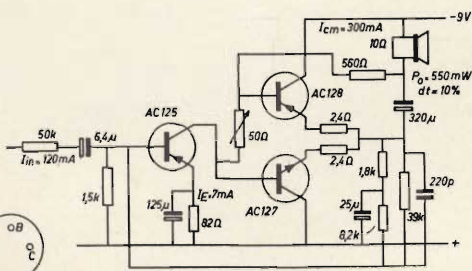 Icm=300mA
-9V
10Ω
560Ω
Po=550mW
dt=10%
AC128
320µ
AC125
50k
6,4µ
Iin=120mA
50Ω
2,4Ω
2,4Ω
1,8k
220p
1,5k
IE.7mA
125µ
82Ω
AC127
25µ
39k
8,2k
+
B
C